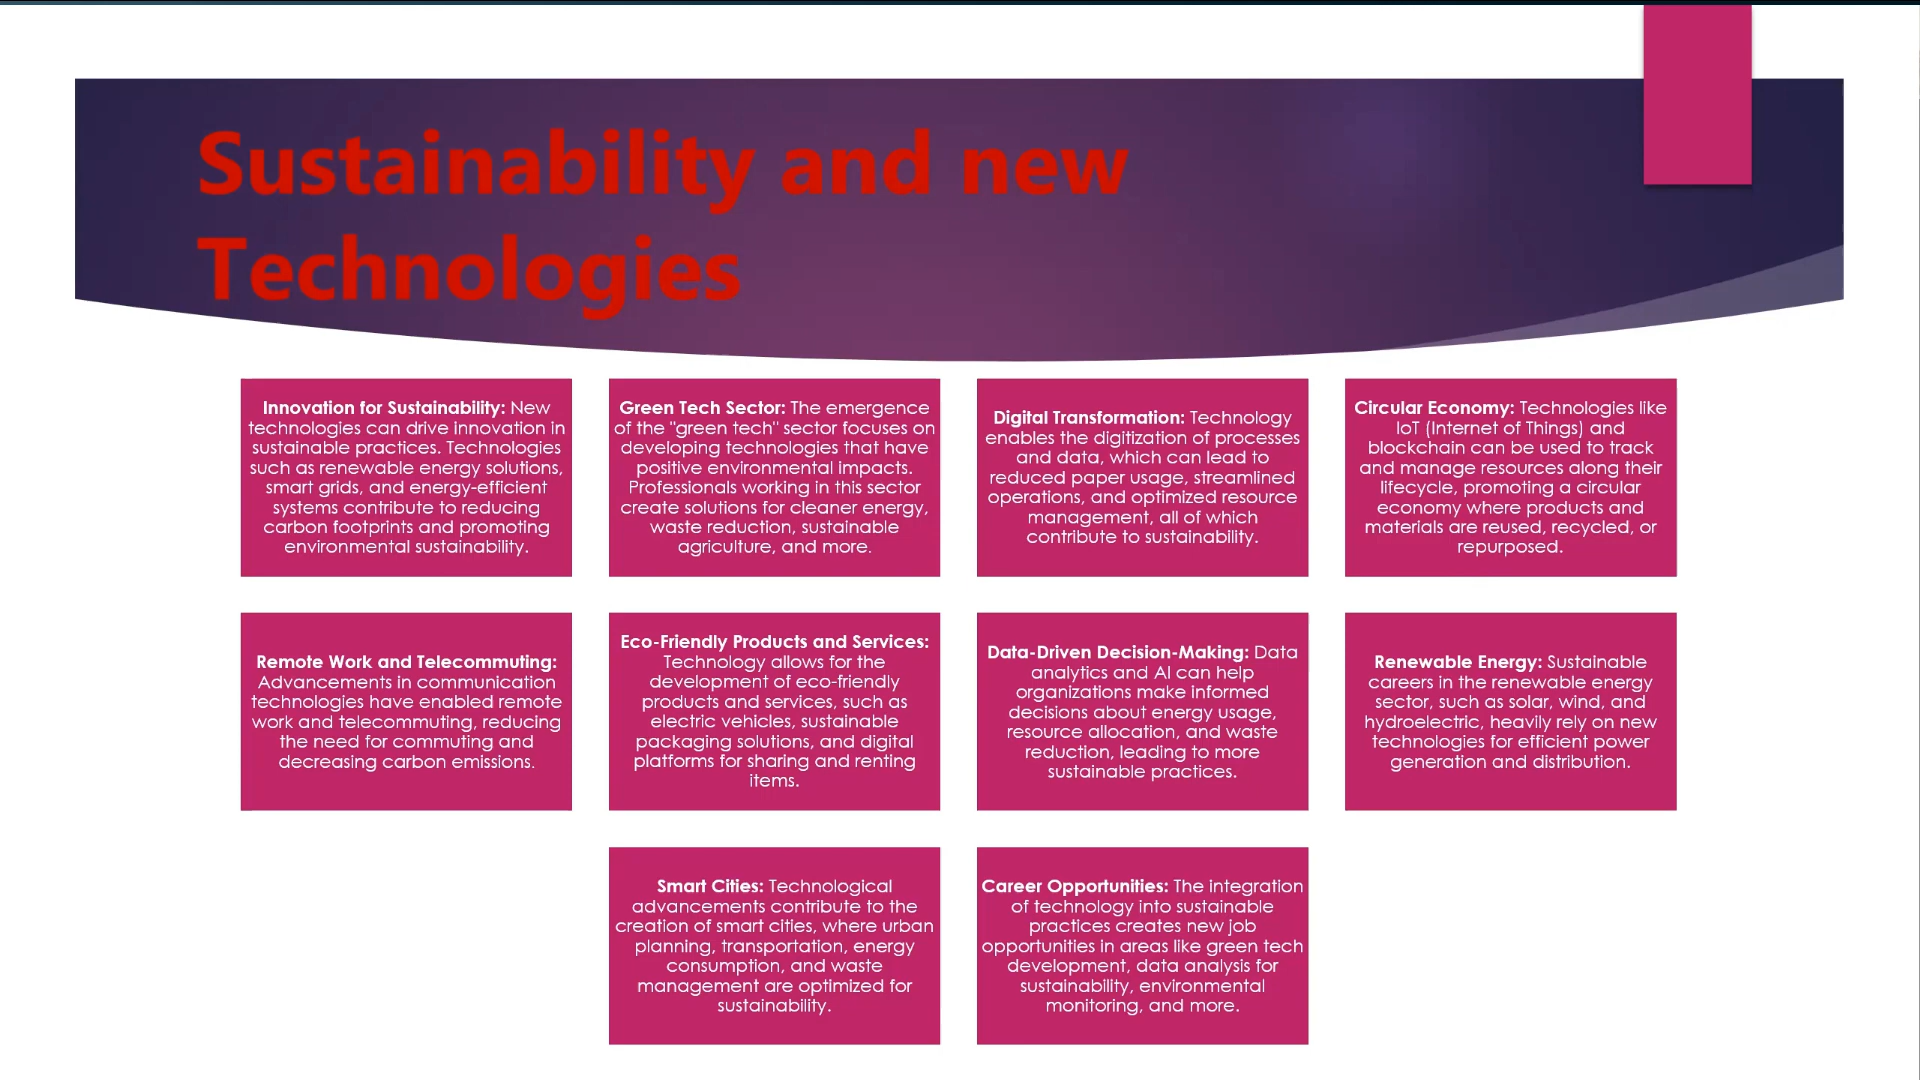 Sustainability and new
Technologies
Innovation for Sustainability: New
technologies can drive innovation in
sustainable practices. Technologies
such as renewable energy solutions,
smart grids, and energy-efficient
systems contribute to reducing
carbon footprints and promoting
environmental sustainability.
Green Tech Sector: The emergence
of the "green tech" sector focuses on
developing technologies that have
positive environmental impacts.
Professionals working in this sector
create solutions for cleaner energy,
waste reduction, sustainable
agriculture, and more.
Digital Transformation: Technology
enables the digitization of processes
and data, which can lead to
reduced paper usage, streamlined
operations, and optimized resource
management, all of which
contribute to sustainability.
Circular Economy: Technologies like
IoT (Internet of Things) and
blockchain can be used to track
and manage resources along their
lifecycle, promoting a circular
economy where products and
materials are reused, recycled, or
repurposed.
Remote Work and Telecommuting:
Advancements in communication
technologies have enabled remote
work and telecommuting, reducing
the need for commuting and
decreasing carbon emissions.
Eco-Friendly Products and Services:
Technology allows for the
development of eco-friendly
products and services, such as
electric vehicles, sustainable
packaging solutions, and digital
platforms for sharing and renting
items.
Data-Driven Decision-Making: Data
analytics and AI can help
organizations make informed
decisions about energy usage,
resource allocation, and waste
reduction, leading to more
sustainable practices.
Renewable Energy: Sustainable
careers in the renewable energy
sector, such as solar, wind, and
hydroelectric, heavily rely on new
technologies for efficient power
generation and distribution.
Smart Cities: Technological
advancements contribute to the
creation of smart cities, where urban
planning, transportation, energy
consumption, and waste
management are optimized for
sustainability.
Career Opportunities: The integration
of technology into sustainable
practices creates new job
opportunities in areas like green tech
development, data analysis for
sustainability, environmental
monitoring, and more.